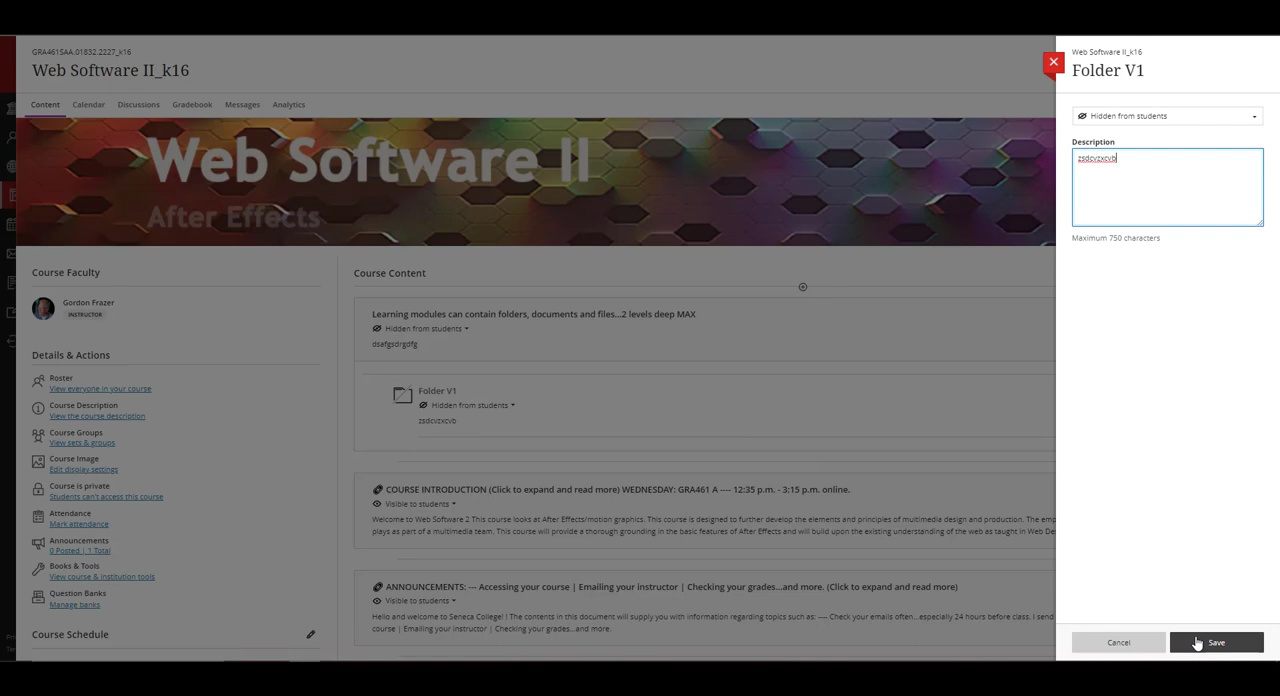 GRA461SAA.01832.2227_k16
Web Software II_k16
Content Calendar Discussions Gradebook Messages Analytics
Web Software II
After Effects
Course Faculty
Gordon Frazer
INSTRUCTOR
Details & Actions
Roster
View everyone in your course
Course Description
View the course description
Course Groups
View sets & groups
Course Image
Edit display settings
Course is private
Students can't access this course
Attendance
Mark attendance
Announcements
0 Posted | 1 Total
Books & Tools
View course & institution tools
Question Banks
Manage banks
Course Schedule
Course Content
Learning modules can contain folders, documents and files...2 levels deep MAX
Hidden from students
dsafgsdrgdfg
Folder V1
Hidden from students
zsdcvzxcvb
COURSE INTRODUCTION (Click to expand and read more) WEDNESDAY: GRA461 A ---- 12:35 p.m. - 3:15 p.m. online.
Visible to students
Welcome to Web Software 2 This course looks at After Effects/motion graphics. This course is designed to further develop the elements and principles of multimedia design and production. The emp
plays as part of a multimedia team. This course will provide a thorough grounding in the basic features of After Effects and will build upon the existing understanding of the web as taught in Web De
ANNOUNCEMENTS: --- Accessing your course | Emailing your instructor | Checking your grades...and more. (Click to expand and read more)
Visible to students
Hello and welcome to Seneca College! ! The contents in this document will supply you with information regarding topics such as: ---- Check your emails often...especially 24 hours before class. I send
course | Emailing your instructor | Checking your grades...and more.
Web Software II_k16
Folder V1
Hidden from students
Description
zsdcvzxcvb
Maximum 750 characters
Cancel Save